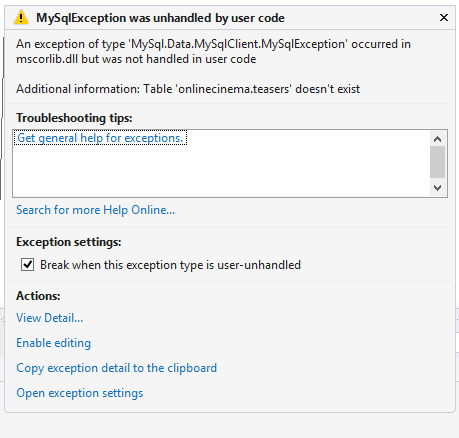 MySqlException was unhandled by user code
An exception of type 'MySql.Data.MySqlClient.MySqlException' occurred in
mscorlib.dll but was not handled in user code
Additional information: Table 'onlinecinema.teasers' doesn't exist
Troubleshooting tips:
Get general help for exceptions.
Search for more Help Online...
Exception settings:
Break when this exception type is user-unhandled
Actions:
View Detail...
Enable editing
Copy exception detail to the clipboard
Open exception settings